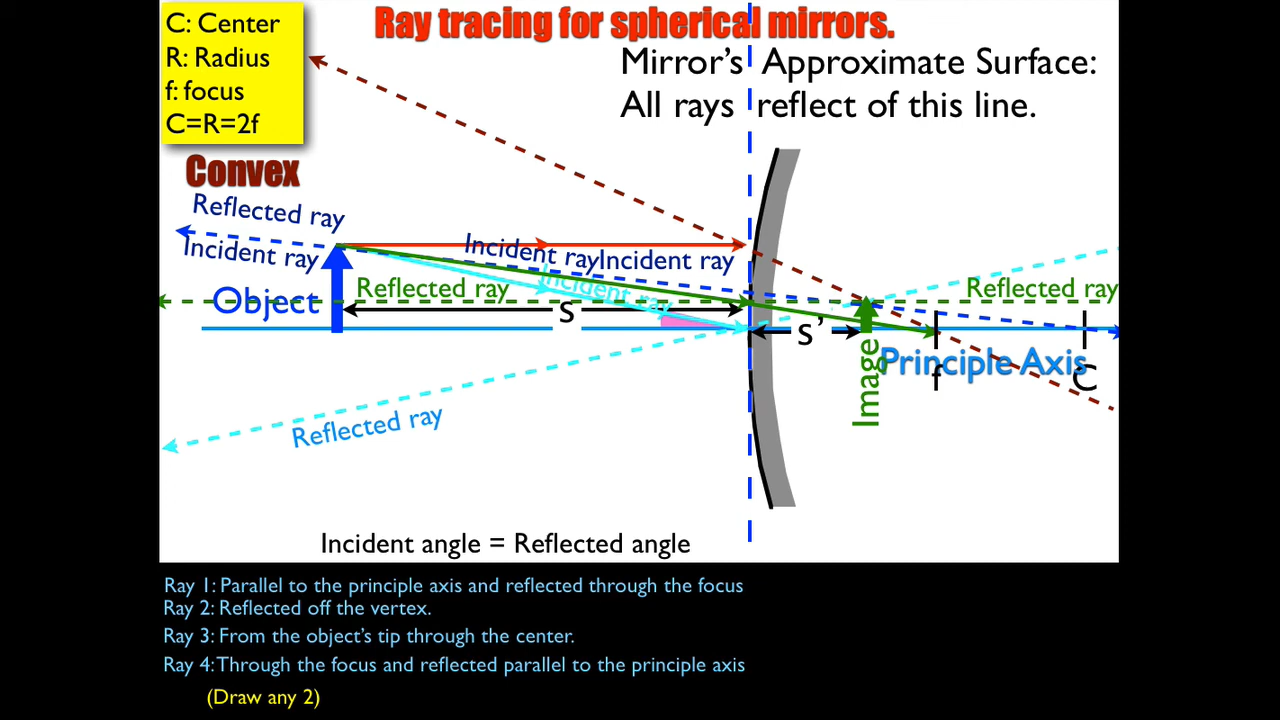 C: Center
R: Radius
f: focus
C=R=2f
Ray tracing for spherical mirrors.
Mirror's Approximate Surface:
All rays reflect of this line.
Convex
Reflected ray
Incident ray
Incident ray
Incident ray
Incident ray
Object
Reflected ray
Reflected ray
s
s'
Principle Axis
f
C
Image
Reflected ray
Incident angle = Reflected angle
Ray 1: Parallel to the principle axis and reflected through the focus
Ray 2: Reflected off the vertex.
Ray 3: From the object's tip through the center.
Ray 4: Through the focus and reflected parallel to the principle axis
(Draw any 2)